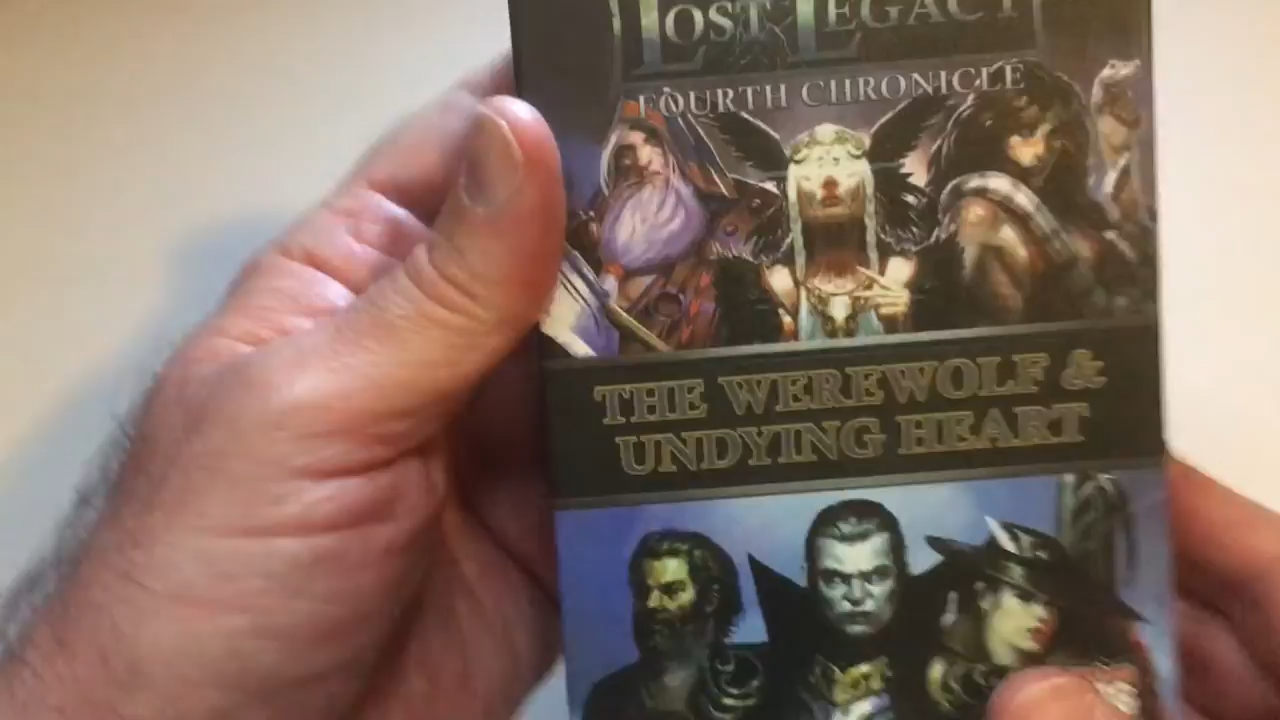 LOST LEGACY
FOURTH CHRONICLE
THE WEREWOLF &
UNDYING HEART